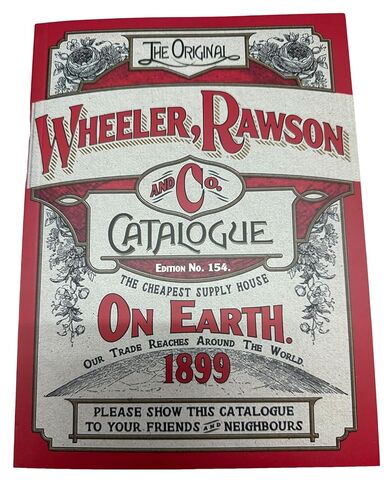 THE ORIGINAL
WHEELER, RAWSON
AND CO.
CATALOGUE
EDITION NO. 154.
THE CHEAPEST SUPPLY HOUSE
ON EARTH.
OUR TRADE REACHES AROUND THE WORLD
1899
PLEASE SHOW THIS CATALOGUE
TO YOUR FRIENDS AND NEIGHBOURS